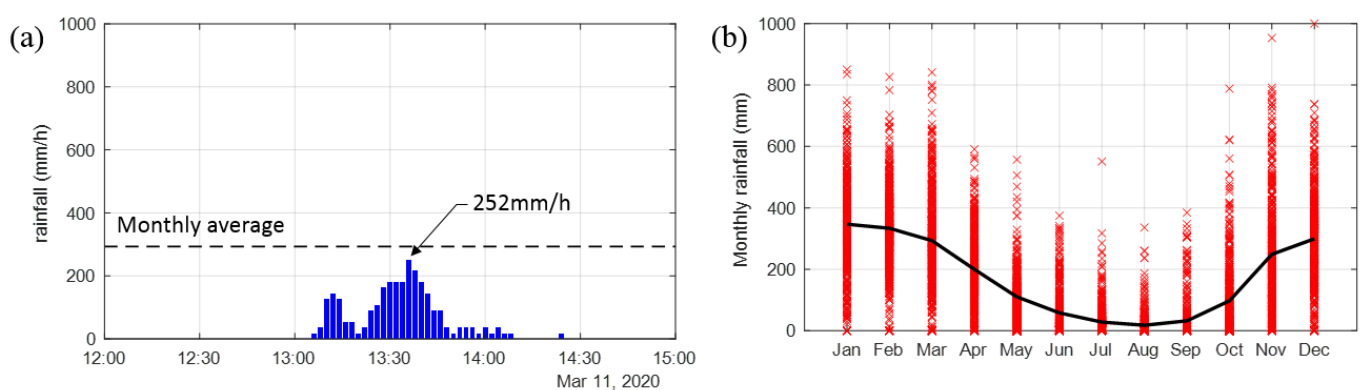 (a)
rainfall (mm/h)
1000
800
600
400
200
0
Monthly average
252mm/h
12:00 12:30 13:00 13:30 14:00 14:30 15:00
Mar 11, 2020
(b)
Monthly rainfall (mm)
1000
800
600
400
200
0
Jan Feb Mar Apr May Jun Jul Aug Sep Oct Nov Dec